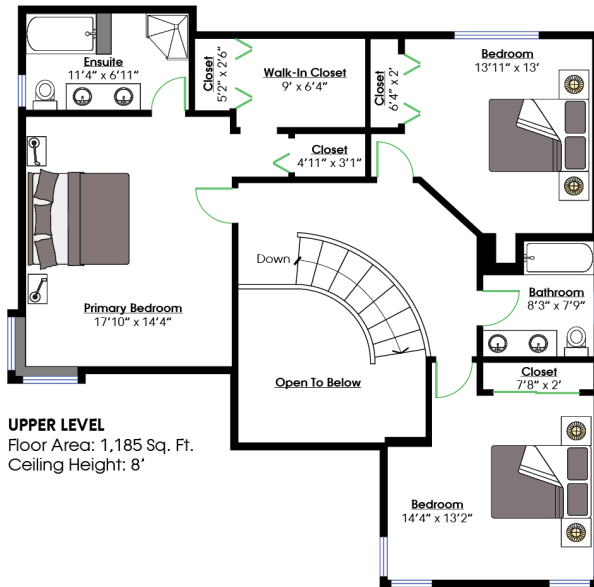 Ensuite
11'4" x 6'11"
Closet
5'2" x 2'6"
Walk-In Closet
9' x 6'4"
Closet
6'4" x 2'
Bedroom
13'11" x 13'
Closet
4'11" x 3'1"
Down
Primary Bedroom
17'10" x 14'4"
Bathroom
8'3" x 7'9"
Open To Below
Closet
7'8" x 2'
UPPER LEVEL
Floor Area: 1,185 Sq. Ft.
Ceiling Height: 8'
Bedroom
14'4" x 13'2"